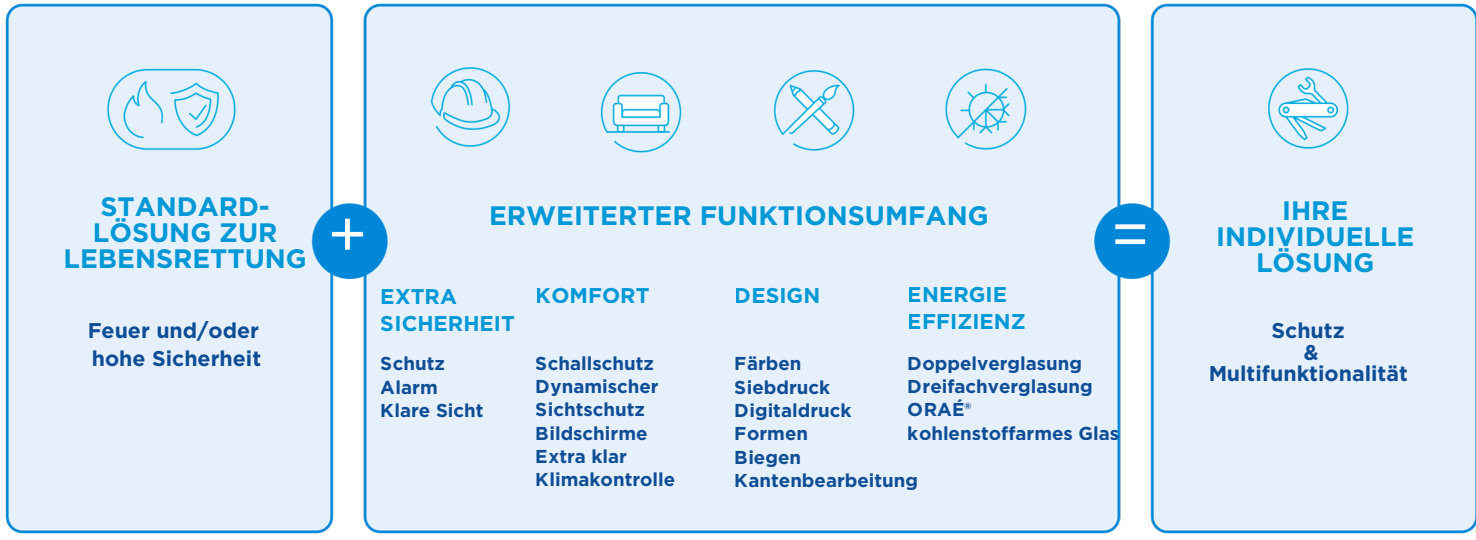 STANDARD-
LÖSUNG ZUR
LEBENSRETTUNG
Feuer und/oder
hohe Sicherheit
+
ERWEITERTER FUNKTIONSUMFANG
EXTRA
SICHERHEIT
Schutz
Alarm
Klare Sicht
KOMFORT
Schallschutz
Dynamischer
Sichtschutz
Bildschirme
Extra klar
Klimakontrolle
DESIGN
Färben
Siebdruck
Digitaldruck
Formen
Biegen
Kantenbearbeitung
ENERGIE
EFFIZIENZ
Doppelverglasung
Dreifachverglasung
ORAÉ®
kohlenstoffarmes Glas
=
IHRE
INDIVIDUELLE
LÖSUNG
Schutz
&
Multifunktionalität